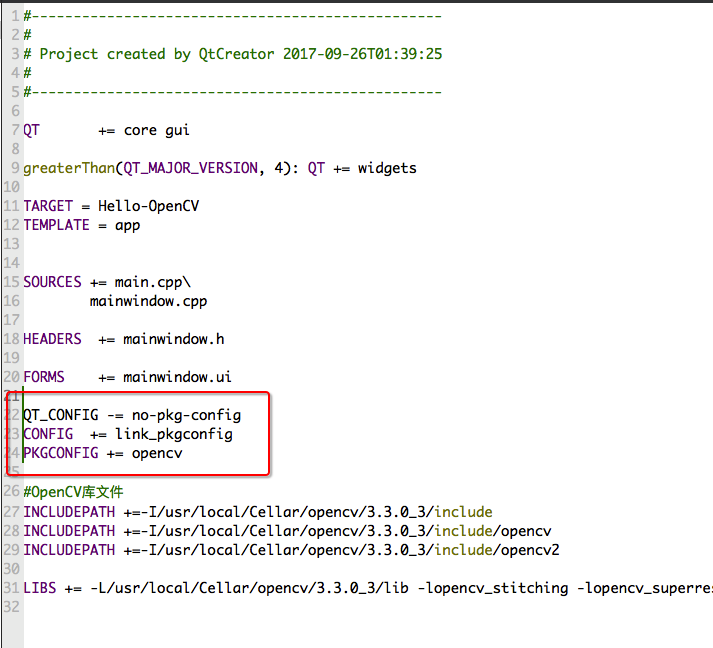 1 #-------------------------------------------------
2 #
3 # Project created by QtCreator 2017-09-26T01:39:25
4 #
5 #-------------------------------------------------
6
7 QT       += core gui
8
9 greaterThan(QT_MAJOR_VERSION, 4): QT += widgets
10
11 TARGET = Hello-OpenCV
12 TEMPLATE = app
13
14
15 SOURCES += main.cpp\
16         mainwindow.cpp
17
18 HEADERS  += mainwindow.h
19
20 FORMS    += mainwindow.ui
21
22 QT_CONFIG -= no-pkg-config
23 CONFIG  += link_pkgconfig
24 PKGCONFIG += opencv
25
26 #OpenCV库文件
27 INCLUDEPATH +=-I/usr/local/Cellar/opencv/3.3.0_3/include
28 INCLUDEPATH +=-I/usr/local/Cellar/opencv/3.3.0_3/include/opencv
29 INCLUDEPATH +=-I/usr/local/Cellar/opencv/3.3.0_3/include/opencv2
30
31 LIBS += -L/usr/local/Cellar/opencv/3.3.0_3/lib -lopencv_stitching -lopencv_superre
32